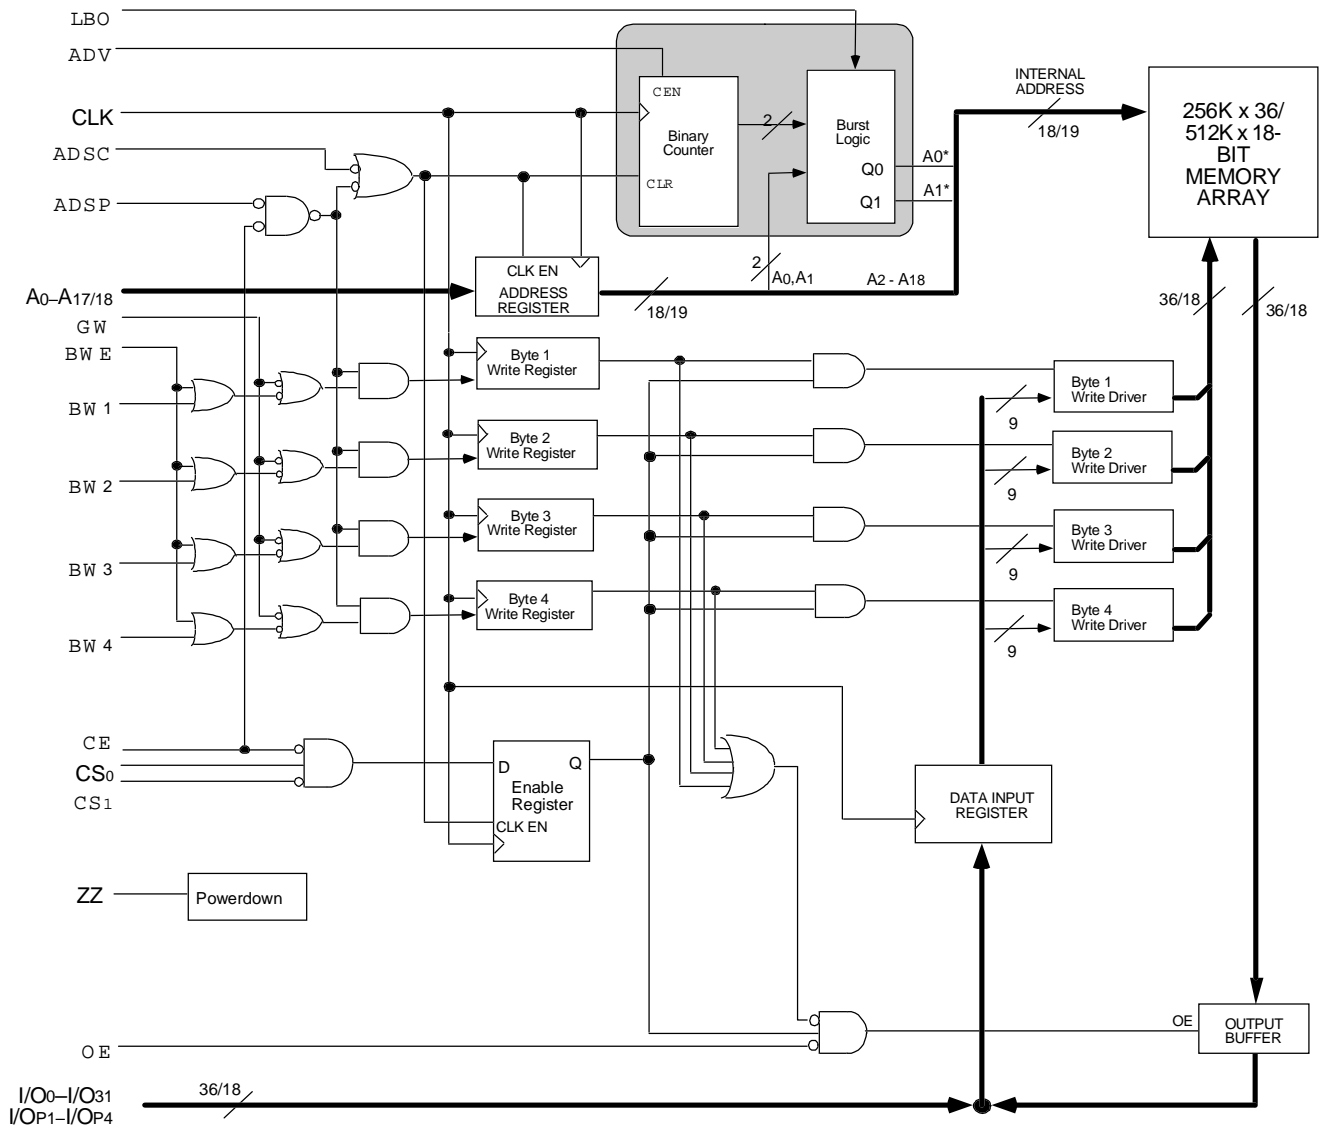 LBO
ADV
CLK
ADSC
ADSP
A0–A17/18
GW
BWE
BW1
BW2
BW3
BW4
CE
CS0
CS1
ZZ
Powerdown
OE
I/O0–I/O31
I/OP1–I/OP4
36/18
CEN
Binary
Counter
CLR
2
Burst
Logic
Q0
Q1
A0*
A1*
2
A0,A1
A2 - A18
INTERNAL
ADDRESS
18/19
256K x 36/
512K x 18-
BIT
MEMORY
ARRAY
CLK EN
ADDRESS
REGISTER
18/19
36/18
36/18
Byte 1
Write Register
Byte 2
Write Register
Byte 3
Write Register
Byte 4
Write Register
9
Byte 1
Write Driver
9
Byte 2
Write Driver
9
Byte 3
Write Driver
9
Byte 4
Write Driver
D
Q
Enable
Register
CLK EN
DATA INPUT
REGISTER
OE
OUTPUT
BUFFER